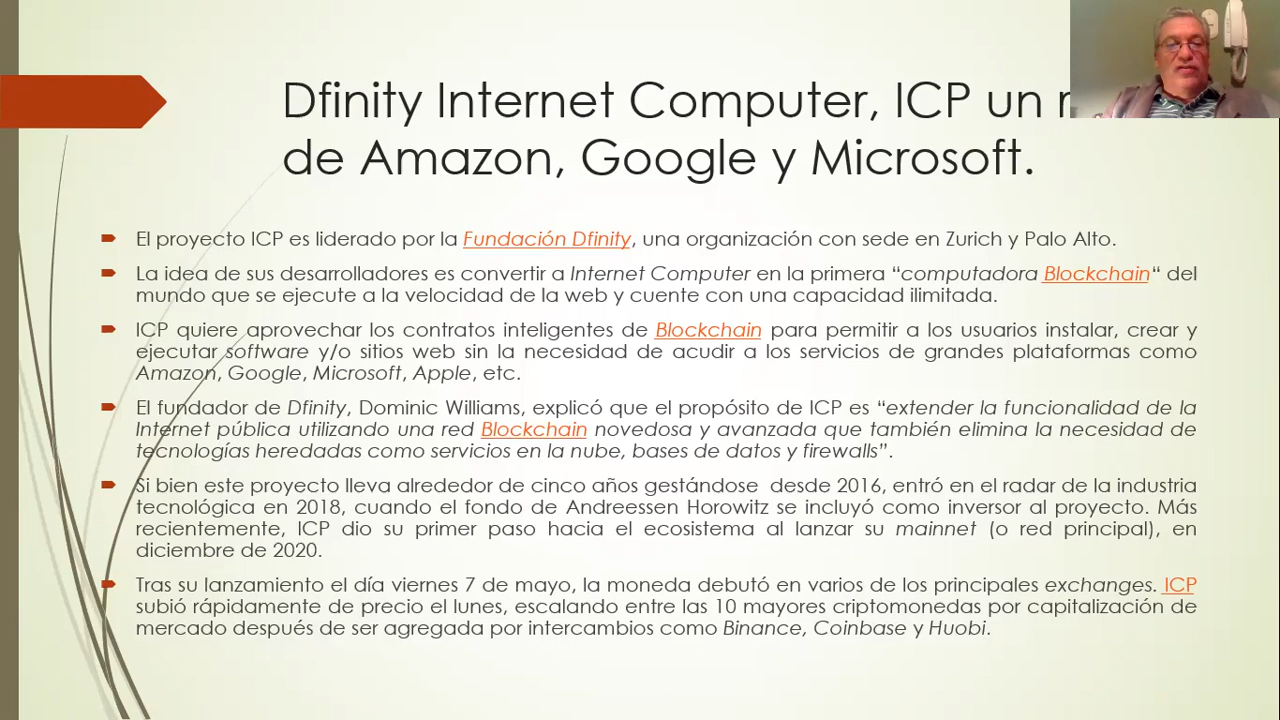 Dfinity Internet Computer, ICP un
de Amazon, Google y Microsoft.
El proyecto ICP es liderado por la Fundación Dfinity, una organización con sede en Zurich y Palo Alto.
La idea de sus desarrolladores es convertir a Internet Computer en la primera “computadora Blockchain“ del
mundo que se ejecute a la velocidad de la web y cuente con una capacidad ilimitada.
ICP quiere aprovechar los contratos inteligentes de Blockchain para permitir a los usuarios instalar, crear y
ejecutar software y/o sitios web sin la necesidad de acudir a los servicios de grandes plataformas como
Amazon, Google, Microsoft, Apple, etc.
El fundador de Dfinity, Dominic Williams, explicó que el propósito de ICP es “extender la funcionalidad de la
Internet pública utilizando una red Blockchain novedosa y avanzada que también elimina la necesidad de
tecnologías heredadas como servicios en la nube, bases de datos y firewalls”.
Si bien este proyecto lleva alrededor de cinco años gestándose desde 2016, entró en el radar de la industria
tecnológica en 2018, cuando el fondo de Andreessen Horowitz se incluyó como inversor al proyecto. Más
recientemente, ICP dio su primer paso hacia el ecosistema al lanzar su mainnet (o red principal), en
diciembre de 2020.
Tras su lanzamiento el día viernes 7 de mayo, la moneda debutó en varios de los principales exchanges. ICP
subió rápidamente de precio el lunes, escalando entre las 10 mayores criptomonedas por capitalización de
mercado después de ser agregada por intercambios como Binance, Coinbase y Huobi.